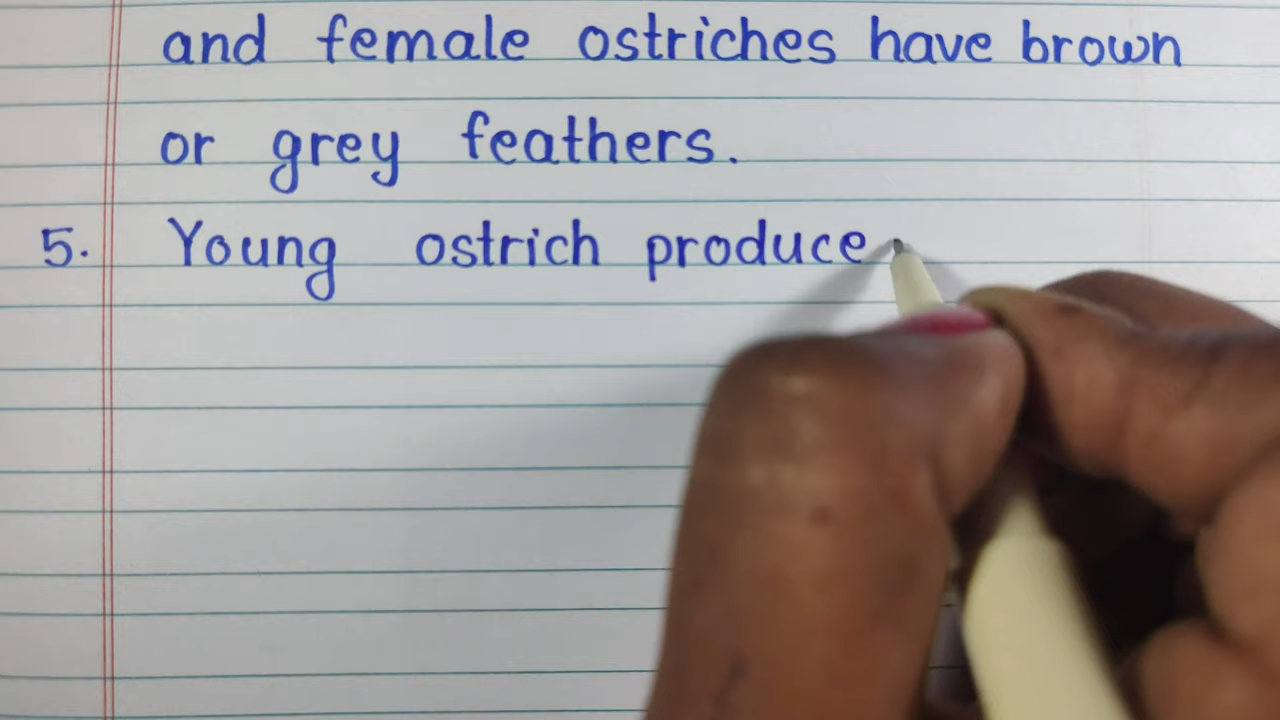 and female ostriches have brown
or grey feathers.
5. Young ostrich produce